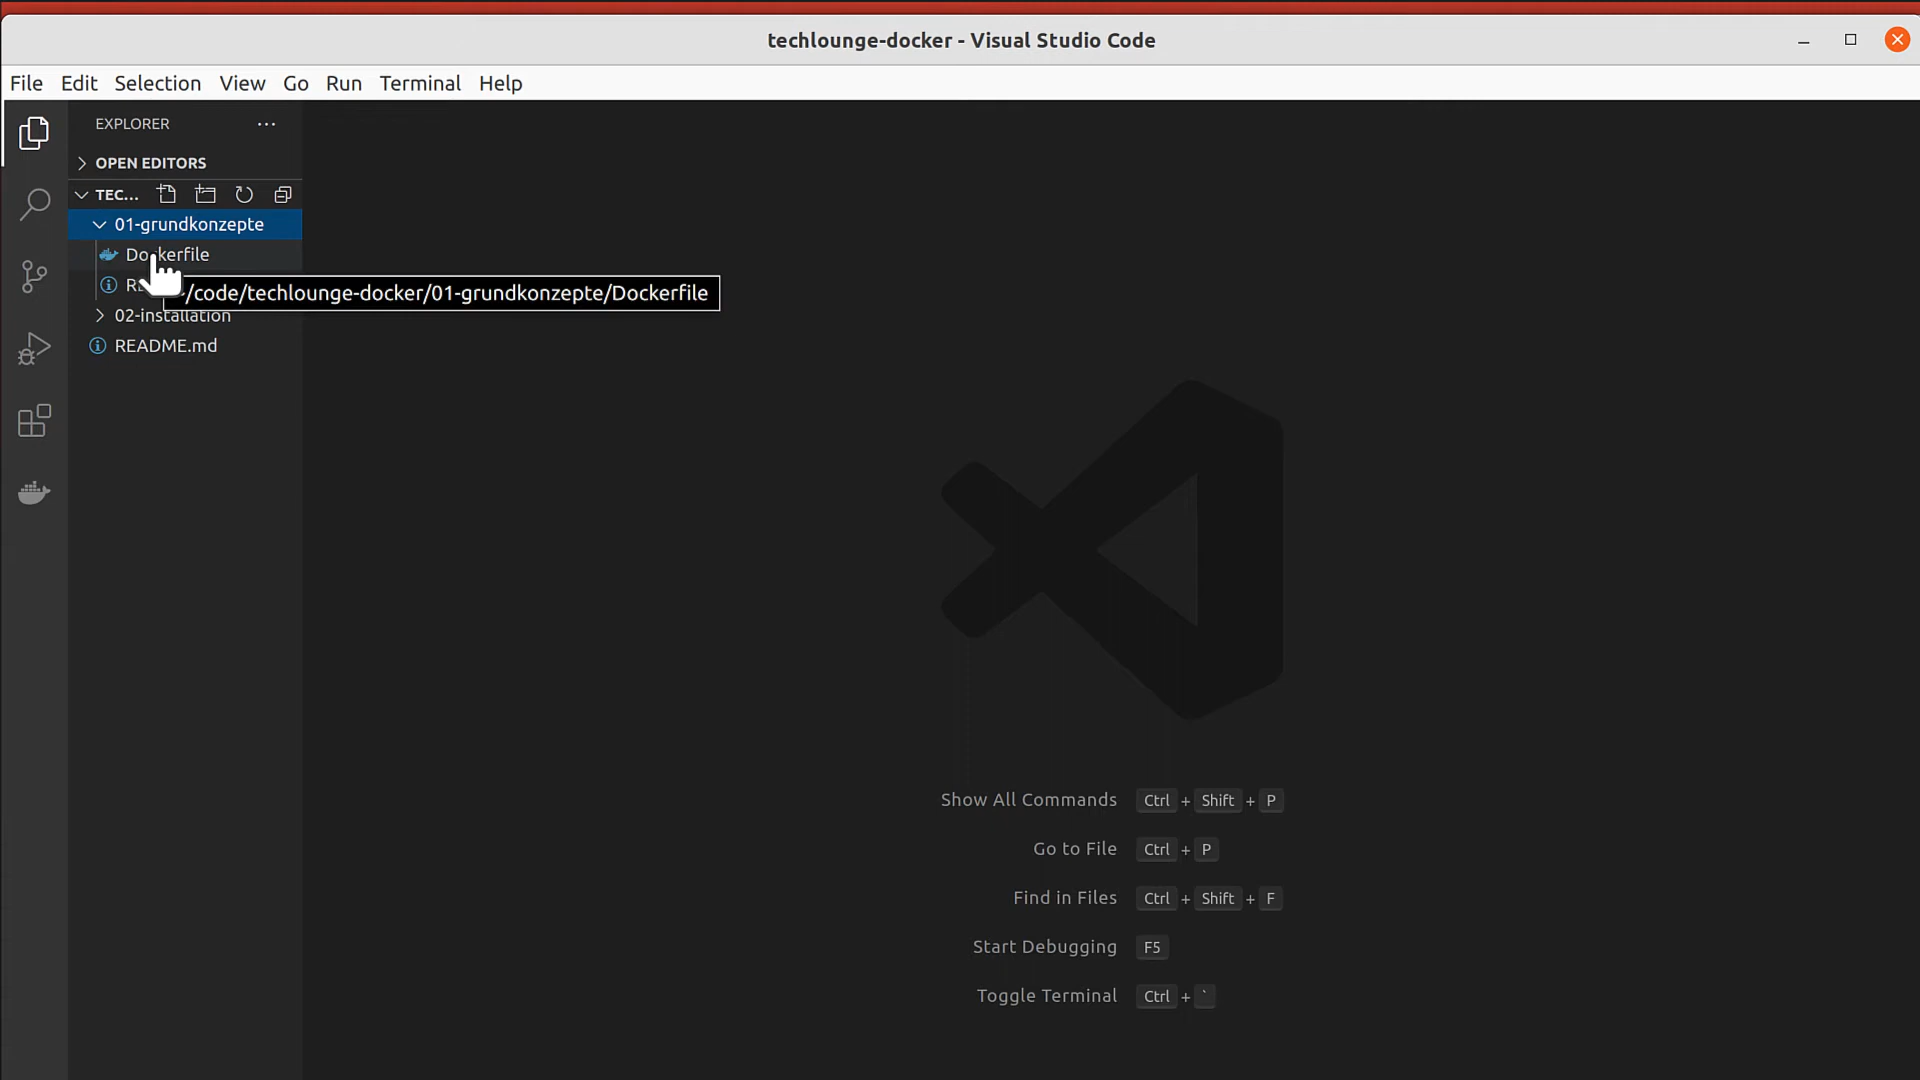 techlounge-docker - Visual Studio Code
File Edit Selection View Go Run Terminal Help
EXPLORER
OPEN EDITORS
TEC...
01-grundkonzepte
Dockerfile
/code/techlounge-docker/01-grundkonzepte/Dockerfile
02-installation
README.md
Show All Commands Ctrl + Shift + P
Go to File Ctrl + P
Find in Files Ctrl + Shift + F
Start Debugging F5
Toggle Terminal Ctrl + `